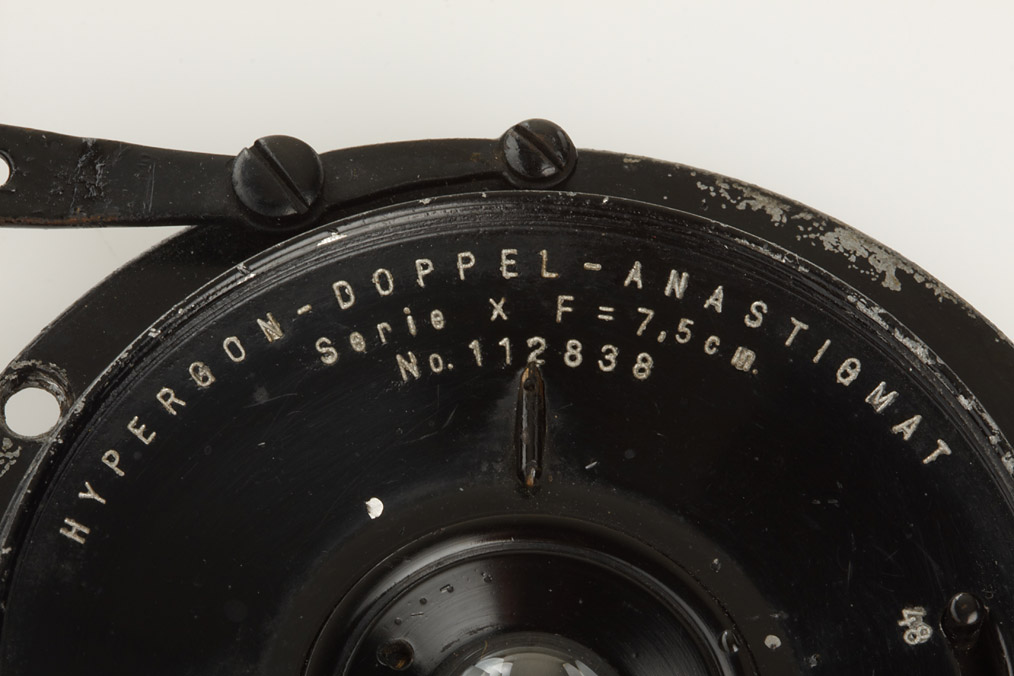 HYPERGON-DOPPEL-ANASTIGMAT
Serie X F=7,5cm.
No.112838
48